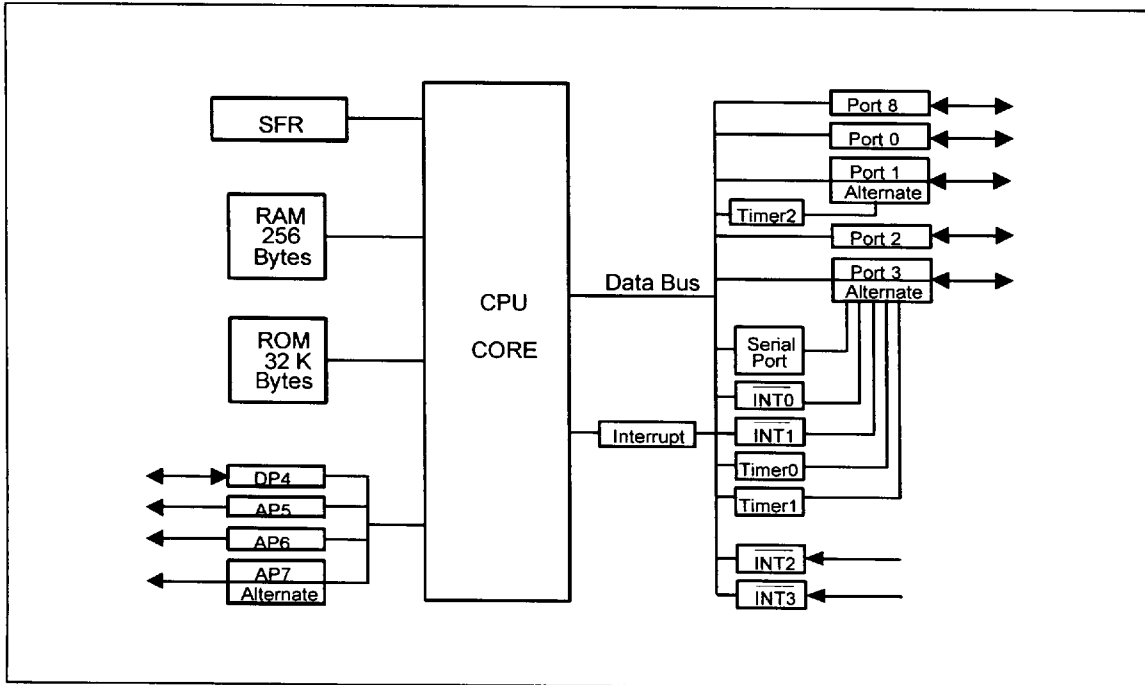 SFR
RAM
256
Bytes
ROM
32 K
Bytes
DP4
AP5
AP6
AP7
Alternate
CPU
CORE
Data Bus
Interrupt
Port 8
Port 0
Port 1
Alternate
Timer2
Port 2
Port 3
Alternate
Serial
Port
INT0
INT1
Timer0
Timer1
INT2
INT3